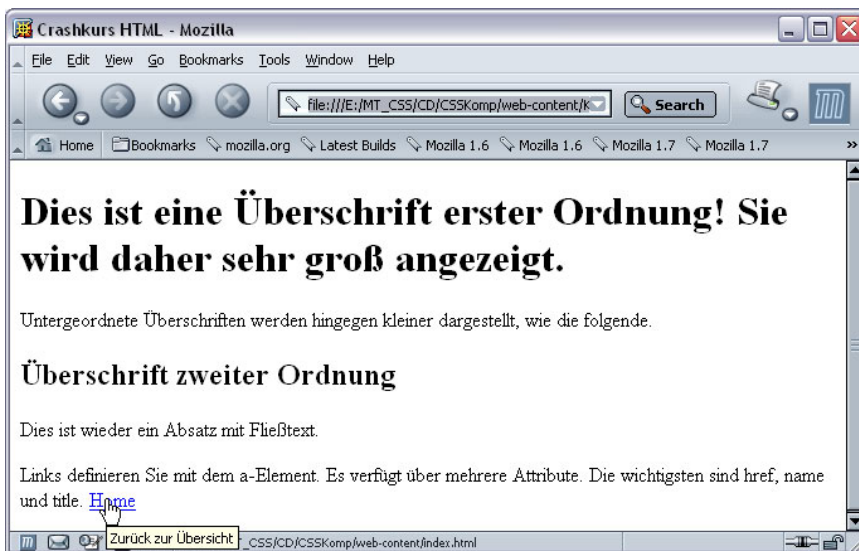 Crashkurs HTML - Mozilla
File Edit View Go Bookmarks Tools Window Help
file:///E:/MT_CSS/CD/CSSKomp/web-content/K Search
Home Bookmarks mozilla.org Latest Builds Mozilla 1.6 Mozilla 1.6 Mozilla 1.7 Mozilla 1.7 »
Dies ist eine Überschrift erster Ordnung! Sie
wird daher sehr groß angezeigt.
Untergeordnete Überschriften werden hingegen kleiner dargestellt, wie die folgende.
Überschrift zweiter Ordnung
Dies ist wieder ein Absatz mit Fließtext.
Links definieren Sie mit dem a-Element. Es verfügt über mehrere Attribute. Die wichtigsten sind href, name
und title. Home
Zurück zur Übersicht
_CSS/CD/CSSKomp/web-content/index.html